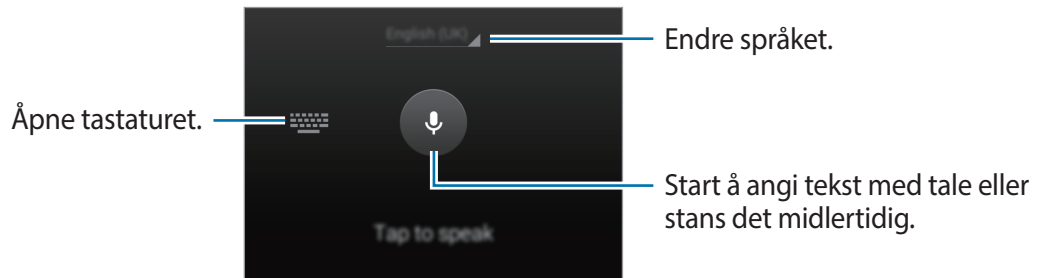 English (UK)
Endre språket.
Åpne tastaturet.
Start å angi tekst med tale eller
stans det midlertidig.
Tap to speak